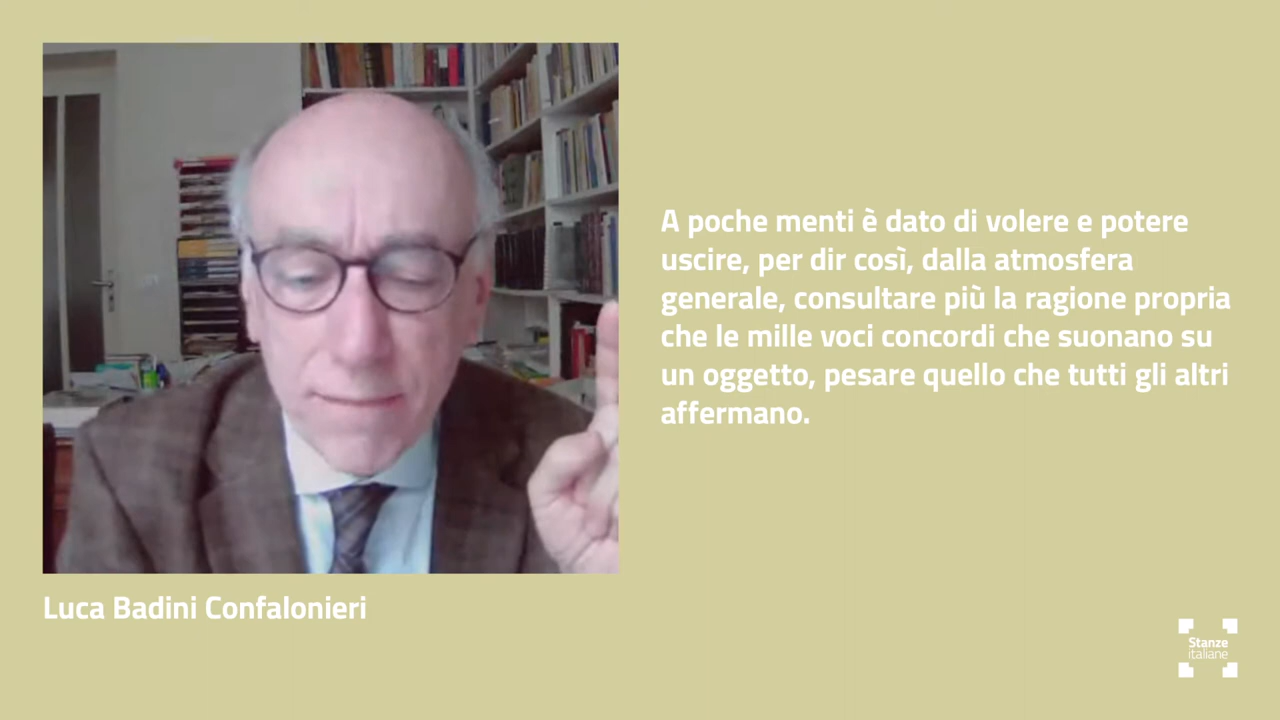 A poche menti è dato di volere e potere
uscire, per dir così, dalla atmosfera
generale, consultare più la ragione propria
che le mille voci concordi che suonano su
un oggetto, pesare quello che tutti gli altri
affermano.
Luca Badini Confalonieri
Stanze
italiane